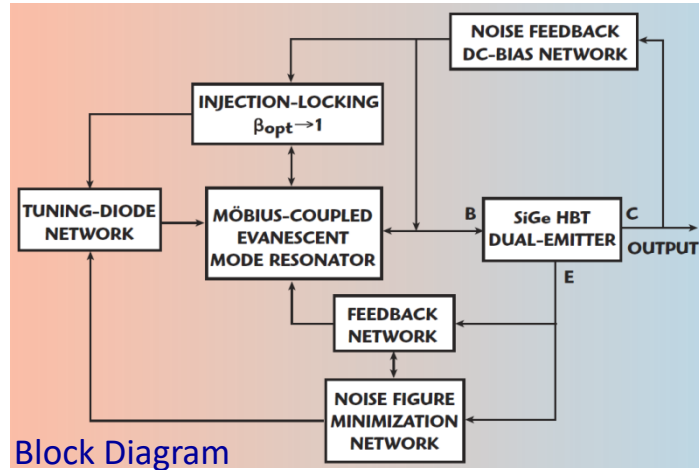 NOISE FEEDBACK
DC-BIAS NETWORK
INJECTION-LOCKING
βopt→1
TUNING-DIODE
NETWORK
MÖBIUS-COUPLED
EVANESCENT
MODE RESONATOR
B
SiGe HBT
DUAL-EMITTER
C
OUTPUT
E
FEEDBACK
NETWORK
NOISE FIGURE
MINIMIZATION
NETWORK
Block Diagram